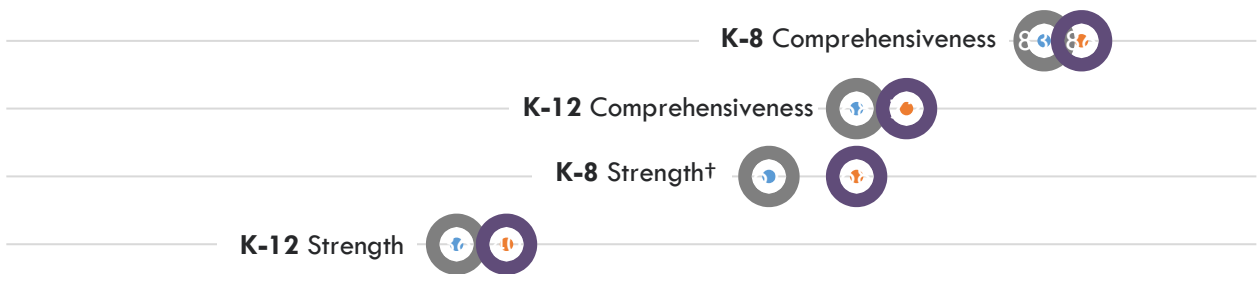 K-8 Comprehensiveness
K-12 Comprehensiveness
K-8 Strength†
K-12 Strength